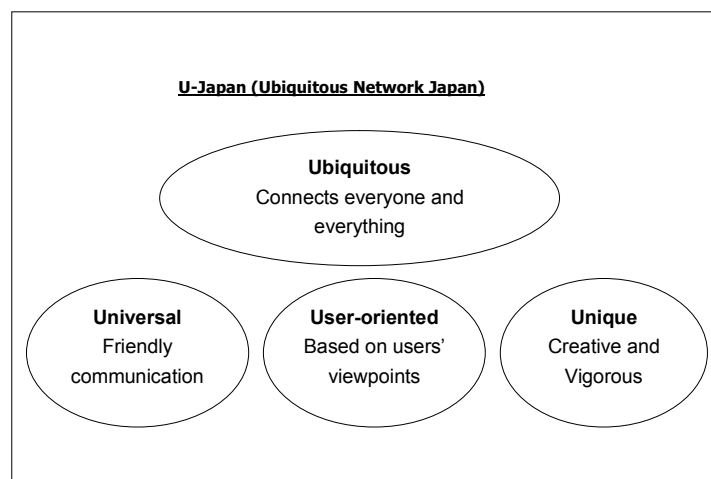 U-Japan (Ubiquitous Network Japan)
Ubiquitous
Connects everyone and
everything
Universal
Friendly
communication
User-oriented
Based on users’
viewpoints
Unique
Creative and
Vigorous